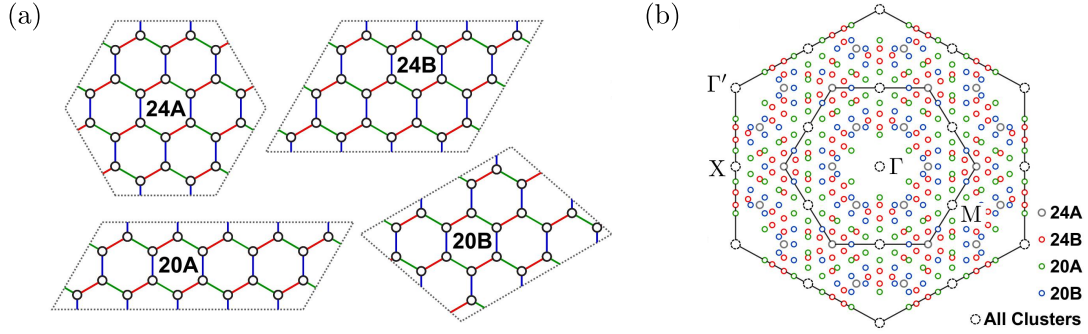 (a)
24A
24B
20A
20B
(b)
Γ′
Γ
X
M
24A
24B
20A
20B
All Clusters